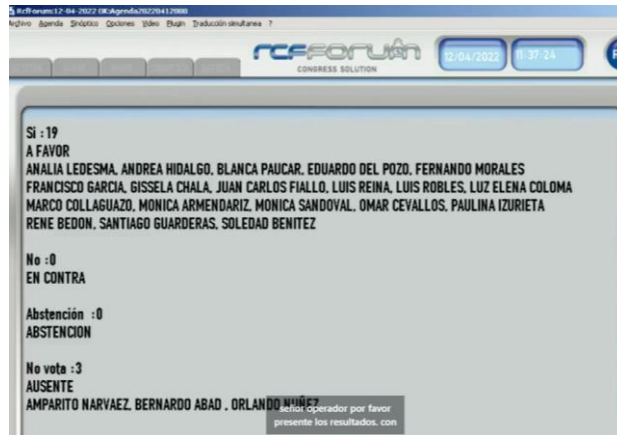 RcfForum:12-04-2022 OK:Agenda20220412008
Archivo Agenda Sinóptico Opciones Video Plugin Traducción simultanea ?
rcfforum
CONGRESS SOLUTION
12/04/2022 11:37:24
Si :19
A FAVOR
ANALIA LEDESMA, ANDREA HIDALGO, BLANCA PAUCAR, EDUARDO DEL POZO, FERNANDO MORALES
FRANCISCO GARCIA, GISSELA CHALA, JUAN CARLOS FIALLO, LUIS REINA, LUIS ROBLES, LUZ ELENA COLOMA
MARCO COLLAGUAZO, MONICA ARMENDARIZ, MONICA SANDOVAL, OMAR CEVALLOS, PAULINA IZURIETA
RENE BEDON, SANTIAGO GUARDERAS, SOLEDAD BENITEZ
No :0
EN CONTRA
Abstención :0
ABSTENCION
No vota :3
AUSENTE
AMPARITO NARVAEZ, BERNARDO ABAD , ORLANDO NUÑEZ
señor operador por favor
presente los resultados. con